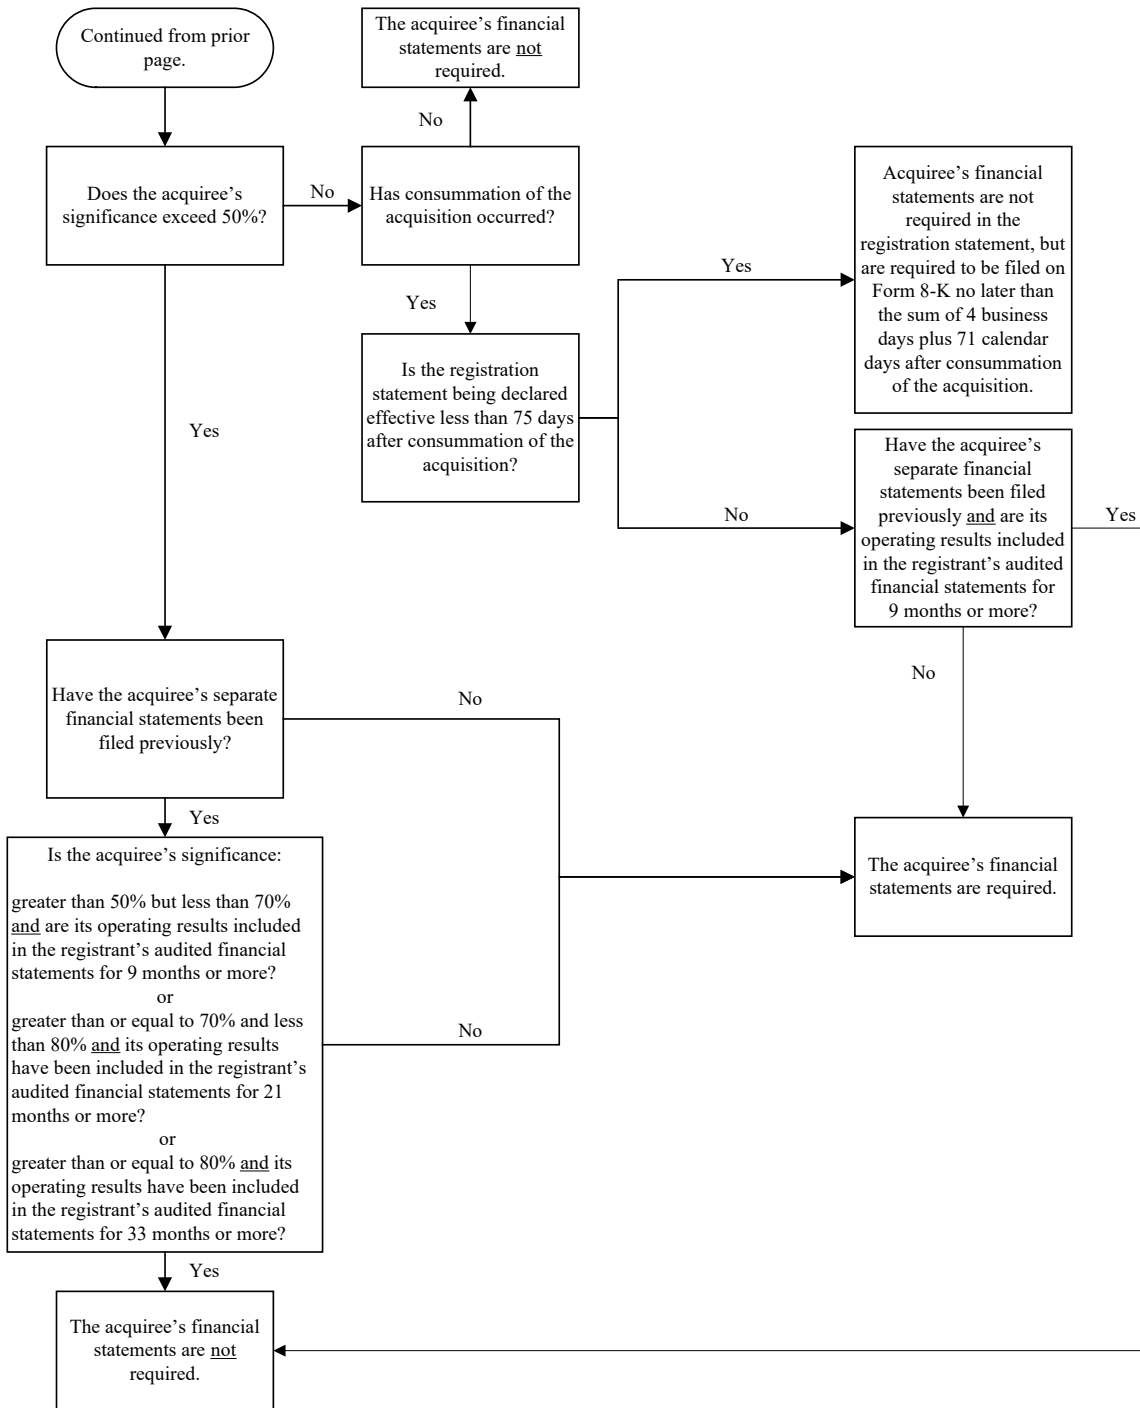 Continued from prior
page.
The acquiree's financial
statements are not
required.
No
Does the acquiree's
significance exceed 50%?
No
Has consummation of the
acquisition occurred?
Yes
Is the registration
statement being declared
effective less than 75 days
after consummation of the
acquisition?
Yes
Acquiree's financial
statements are not
required in the
registration statement, but
are required to be filed on
Form 8-K no later than
the sum of 4 business
days plus 71 calendar
days after consummation
of the acquisition.
No
Have the acquiree's
separate financial
statements been filed
previously and are its
operating results included
in the registrant's audited
financial statements for
9 months or more?
Yes
No
Yes
Have the acquiree's separate
financial statements been
filed previously?
No
Yes
Is the acquiree's significance:
greater than 50% but less than 70%
and are its operating results included
in the registrant's audited financial
statements for 9 months or more?
or
greater than or equal to 70% and less
than 80% and its operating results
have been included in the registrant's
audited financial statements for 21
months or more?
or
greater than or equal to 80% and its
operating results have been included
in the registrant's audited financial
statements for 33 months or more?
No
The acquiree's financial
statements are required.
Yes
The acquiree's financial
statements are not
required.